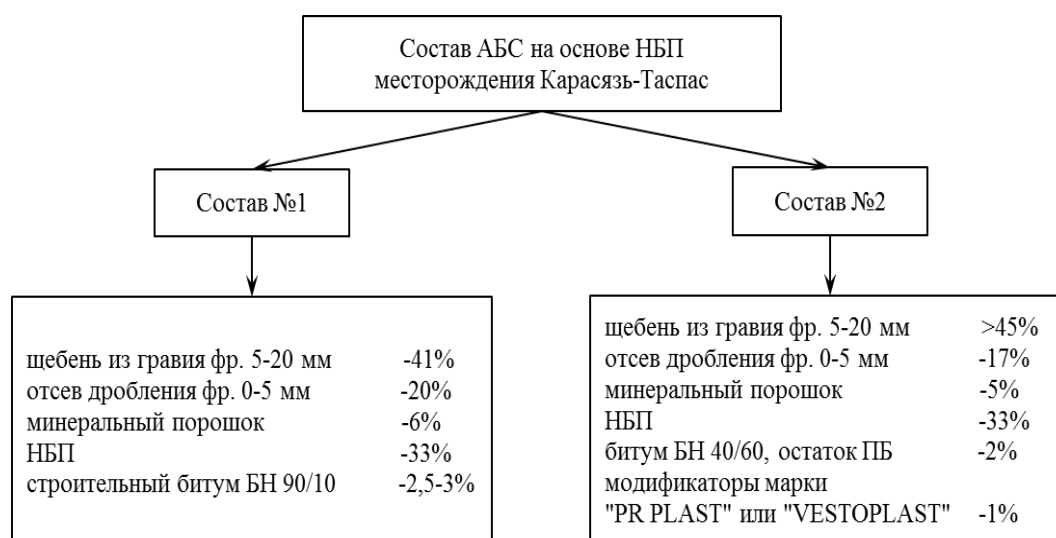 Состав АБС на основе НБП
месторождения Карасязь-Таспас
Состав №1
Состав №2
щебень из гравия фр. 5-20 мм -41%
отсев дробления фр. 0-5 мм -20%
минеральный порошок -6%
НБП -33%
строительный битум БН 90/10 -2,5-3%
щебень из гравия фр. 5-20 мм >45%
отсев дробления фр. 0-5 мм -17%
минеральный порошок -5%
НБП -33%
битум БН 40/60, остаток ПБ -2%
модификаторы марки
"PR PLAST" или "VESTOPLAST" -1%